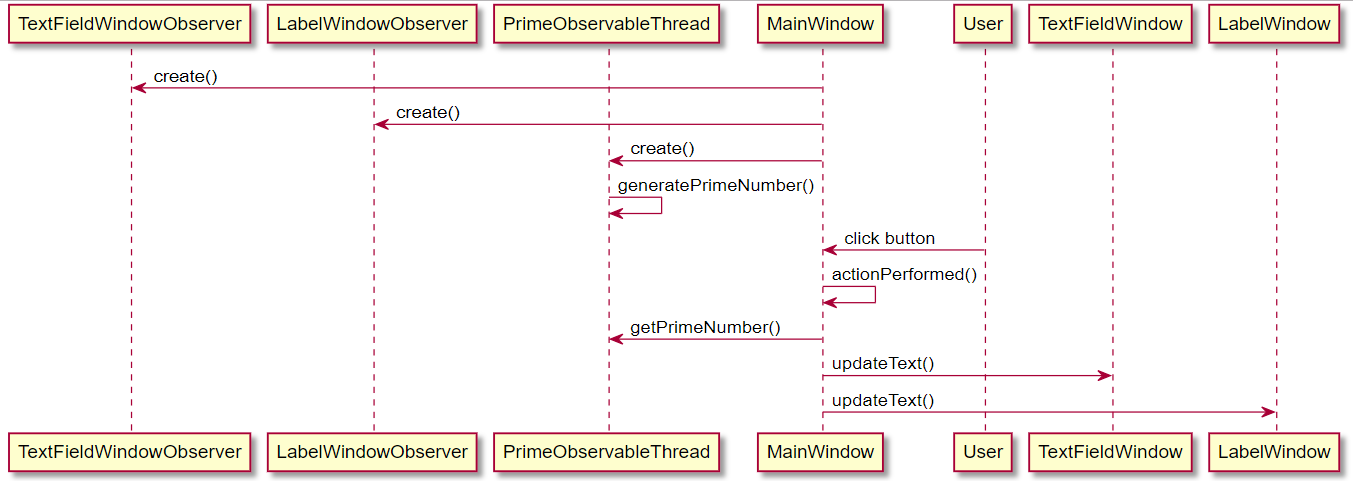 TextFieldWindowObserver LabelWindowObserver PrimeObservableThread MainWindow User TextFieldWindow LabelWindow
create()
create()
create()
generatePrimeNumber()
click button
actionPerformed()
getPrimeNumber()
updateText()
updateText()
TextFieldWindowObserver LabelWindowObserver PrimeObservableThread MainWindow User TextFieldWindow LabelWindow